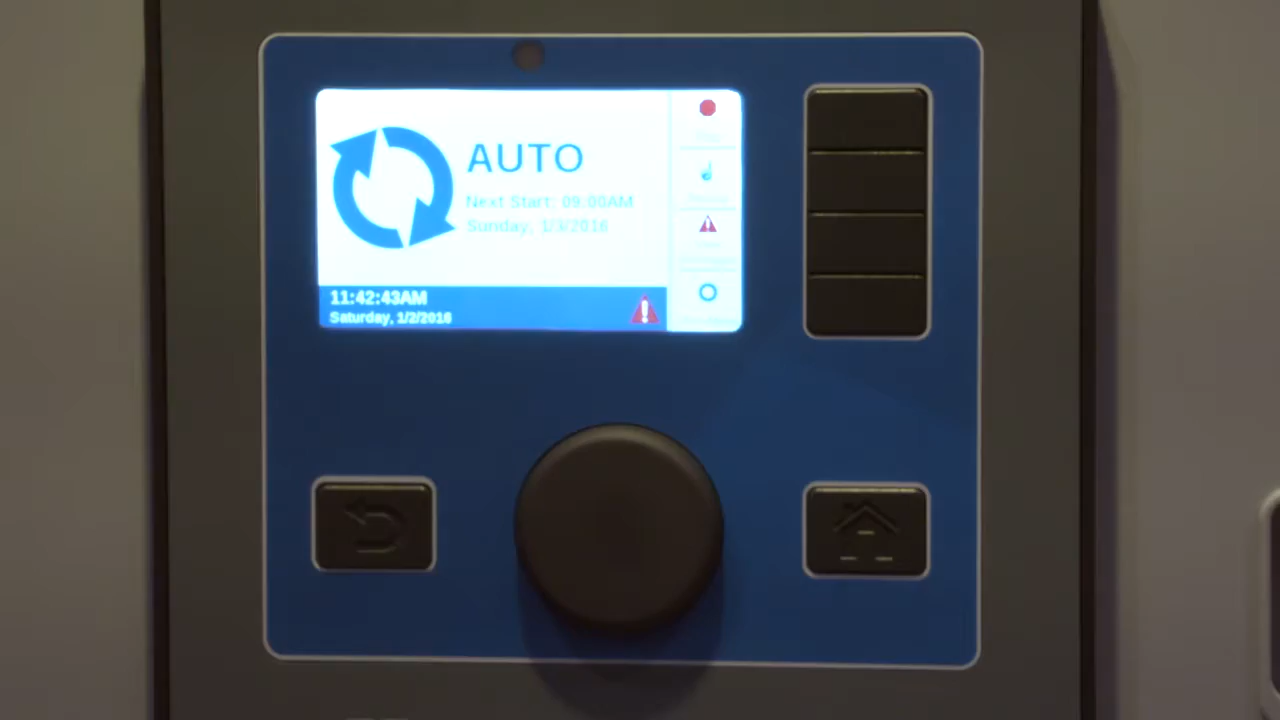 AUTO
Next Start: 09:00AM
Sunday, 1/3/2016
11:42:43AM
Saturday, 1/2/2016